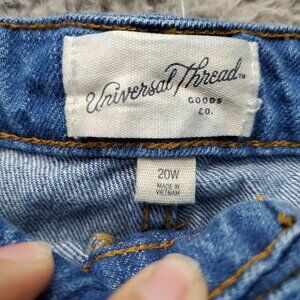 Universal Thread™
GOODS
CO.
20W
MADE IN
VIETNAM